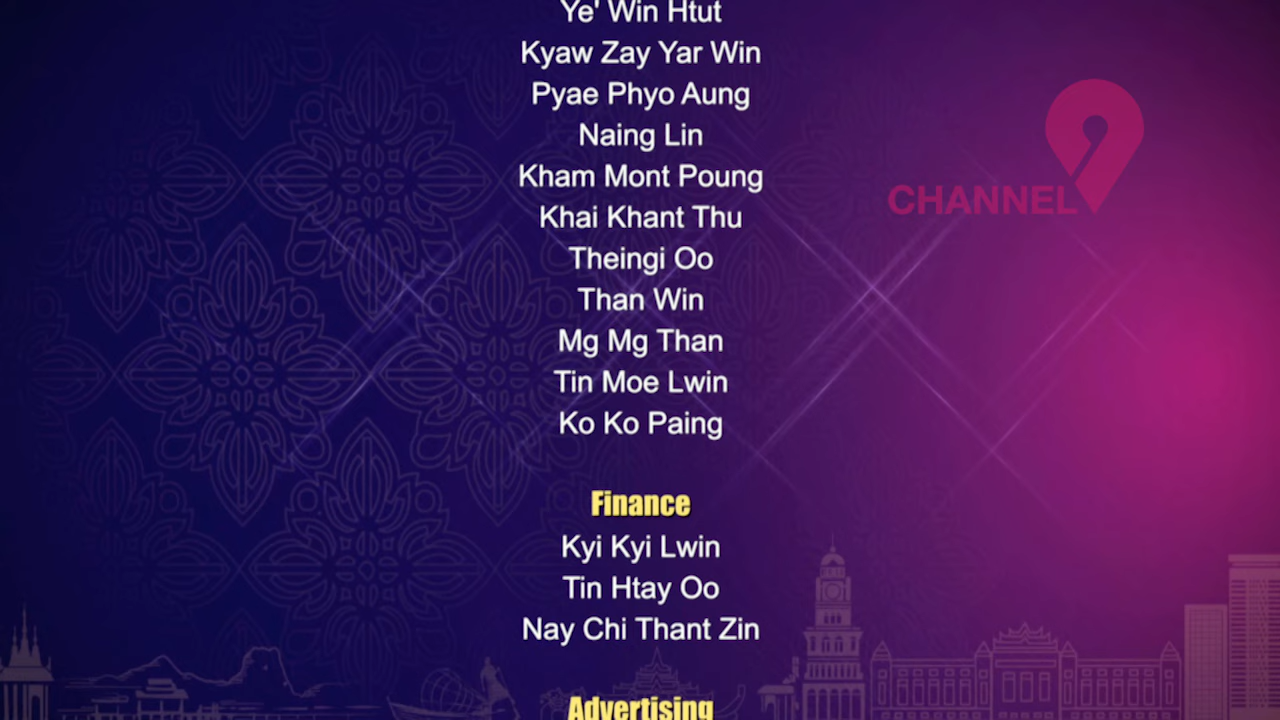 Ye' Win Htut
Kyaw Zay Yar Win
Pyae Phyo Aung
Naing Lin
Kham Mont Poung
Khai Khant Thu
Theingi Oo
Than Win
Mg Mg Than
Tin Moe Lwin
Ko Ko Paing
Finance
Kyi Kyi Lwin
Tin Htay Oo
Nay Chi Thant Zin
Advertising
CHANNEL 9